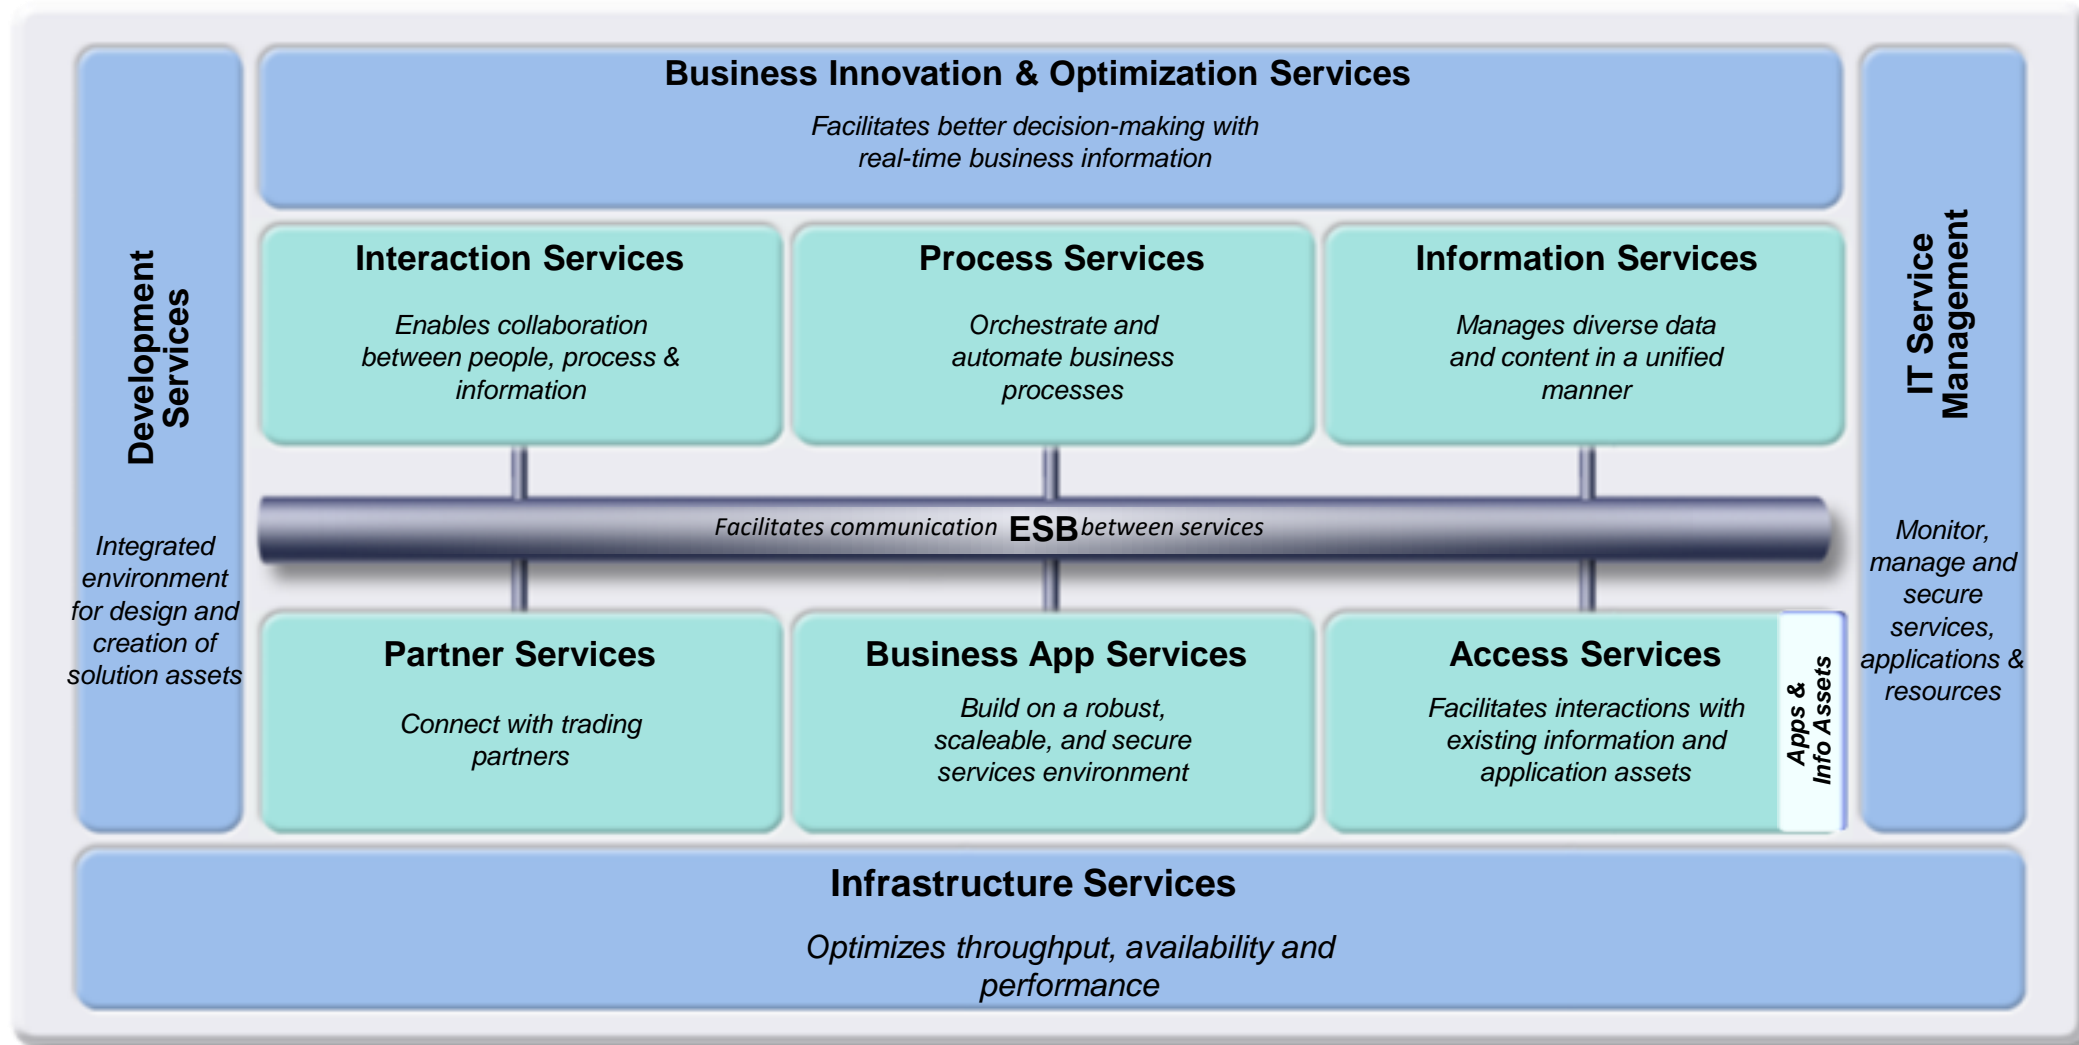 Business Innovation & Optimization Services
Facilitates better decision-making with
real-time business information
Development
Services
Integrated
environment
for design and
creation of
solution assets
Interaction Services
Enables collaboration
between people, process &
information
Process Services
Orchestrate and
automate business
processes
Information Services
Manages diverse data
and content in a unified
manner
IT Service
Management
Monitor,
manage and
secure
services,
applications &
resources
Facilitates communication ESB between services
Partner Services
Connect with trading
partners
Business App Services
Build on a robust,
scaleable, and secure
services environment
Access Services
Facilitates interactions with
existing information and
application assets
Apps &
Info Assets
Infrastructure Services
Optimizes throughput, availability and
performance